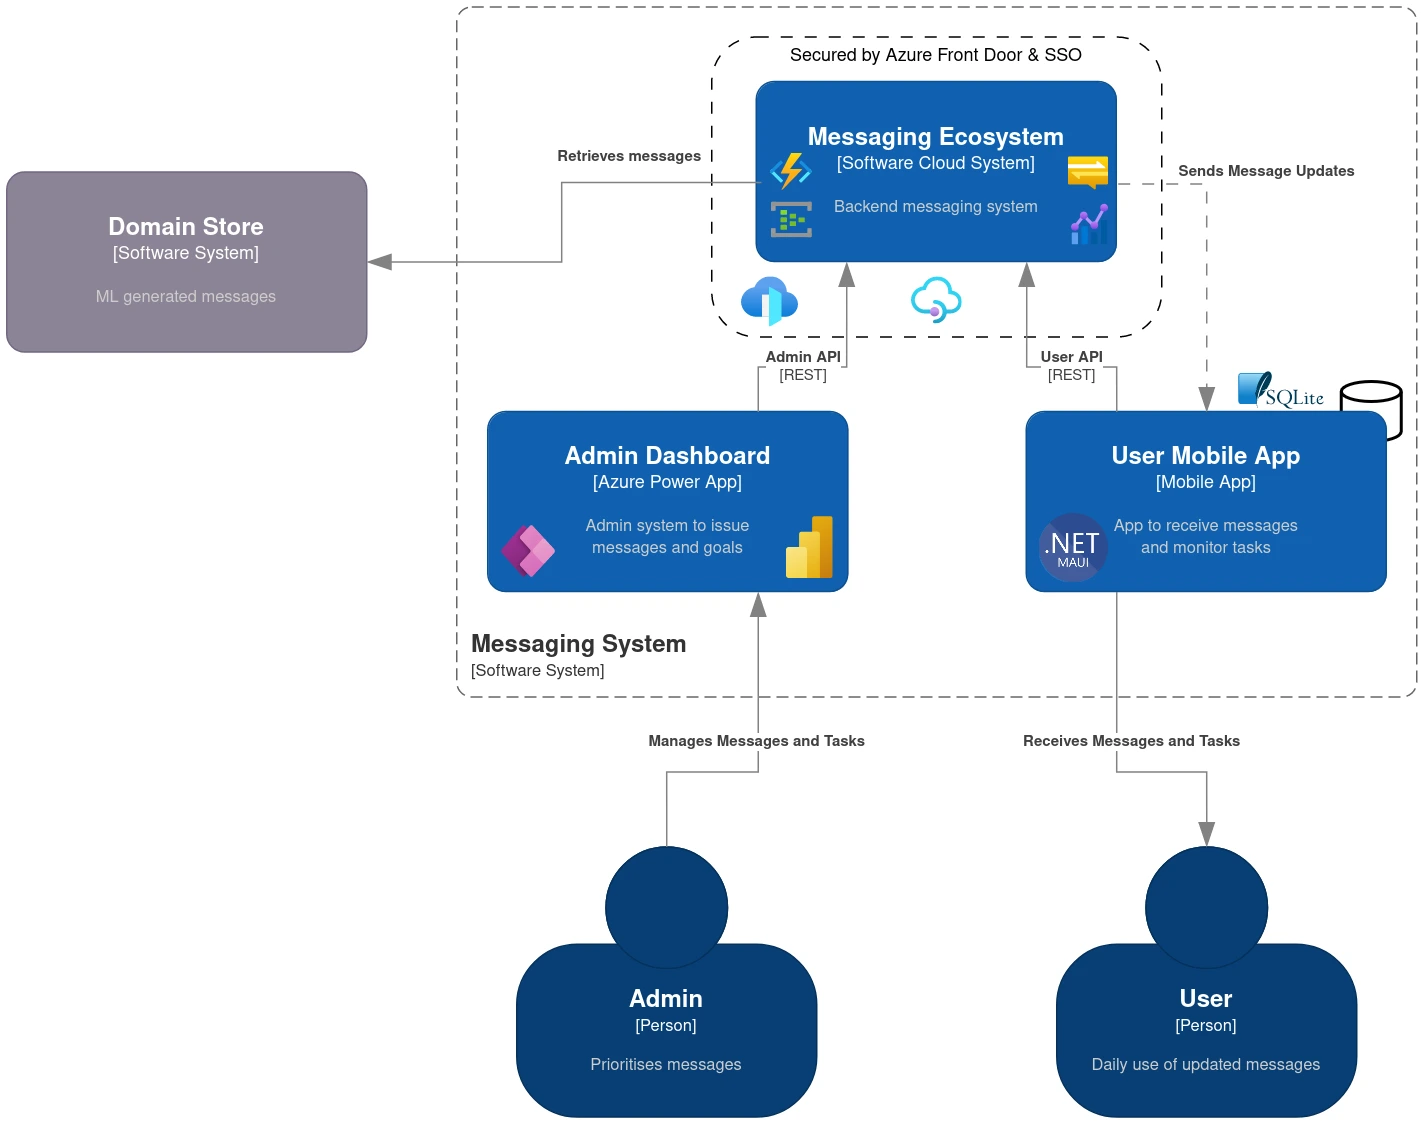 Secured by Azure Front Door & SSO
Messaging Ecosystem
[Software Cloud System]
Backend messaging system
Retrieves messages
Sends Message Updates
Domain Store
[Software System]
ML generated messages
Admin API
[REST]
User API
[REST]
SQLite
Admin Dashboard
[Azure Power App]
Admin system to issue
messages and goals
User Mobile App
[Mobile App]
App to receive messages
and monitor tasks
.NET
MAUI
Messaging System
[Software System]
Manages Messages and Tasks
Receives Messages and Tasks
Admin
[Person]
Prioritises messages
User
[Person]
Daily use of updated messages